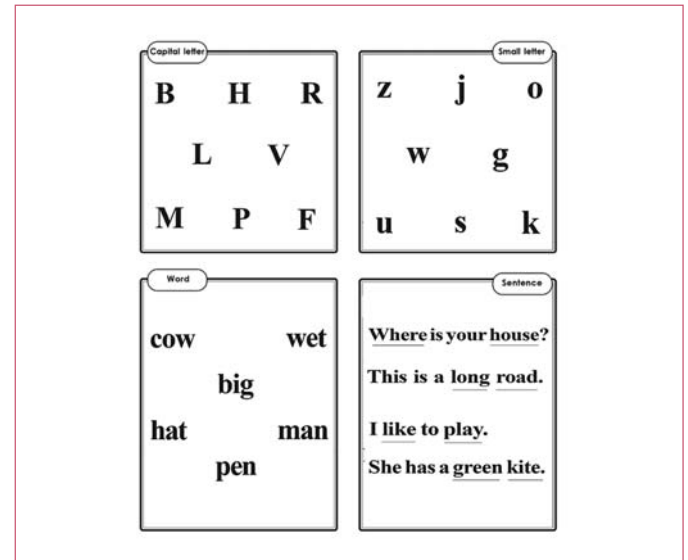 Capital letter
B H R
L V
M P F
Small letter
z j o
w g
u s k
Word
cow wet
big
hat man
pen
Sentence
Where is your house?
This is a long road.
I like to play.
She has a green kite.